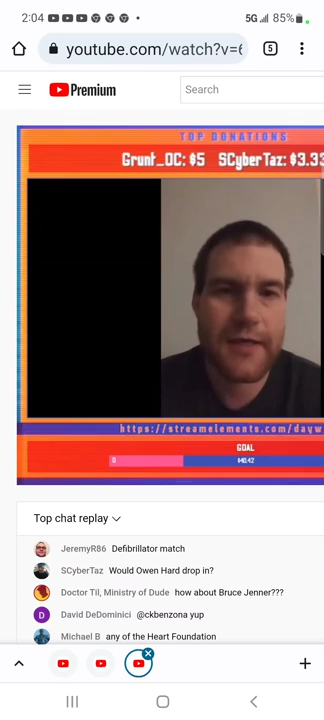 2:04
5G
85%
youtube.com/watch?v=6
5
Premium
Search
TOP DONATIONS
Grunt_OC: $5 SCyberTaz: $3.33
https://streamelements.com/dayw
GOAL
0
Top chat replay
JeremyR86 Defibrillator match
SCyberTaz Would Owen Hard drop in?
Doctor Til, Ministry of Dude how about Bruce Jenner???
D David DeDominici @ckbenzona yup
Michael B any of the Heart Foundation